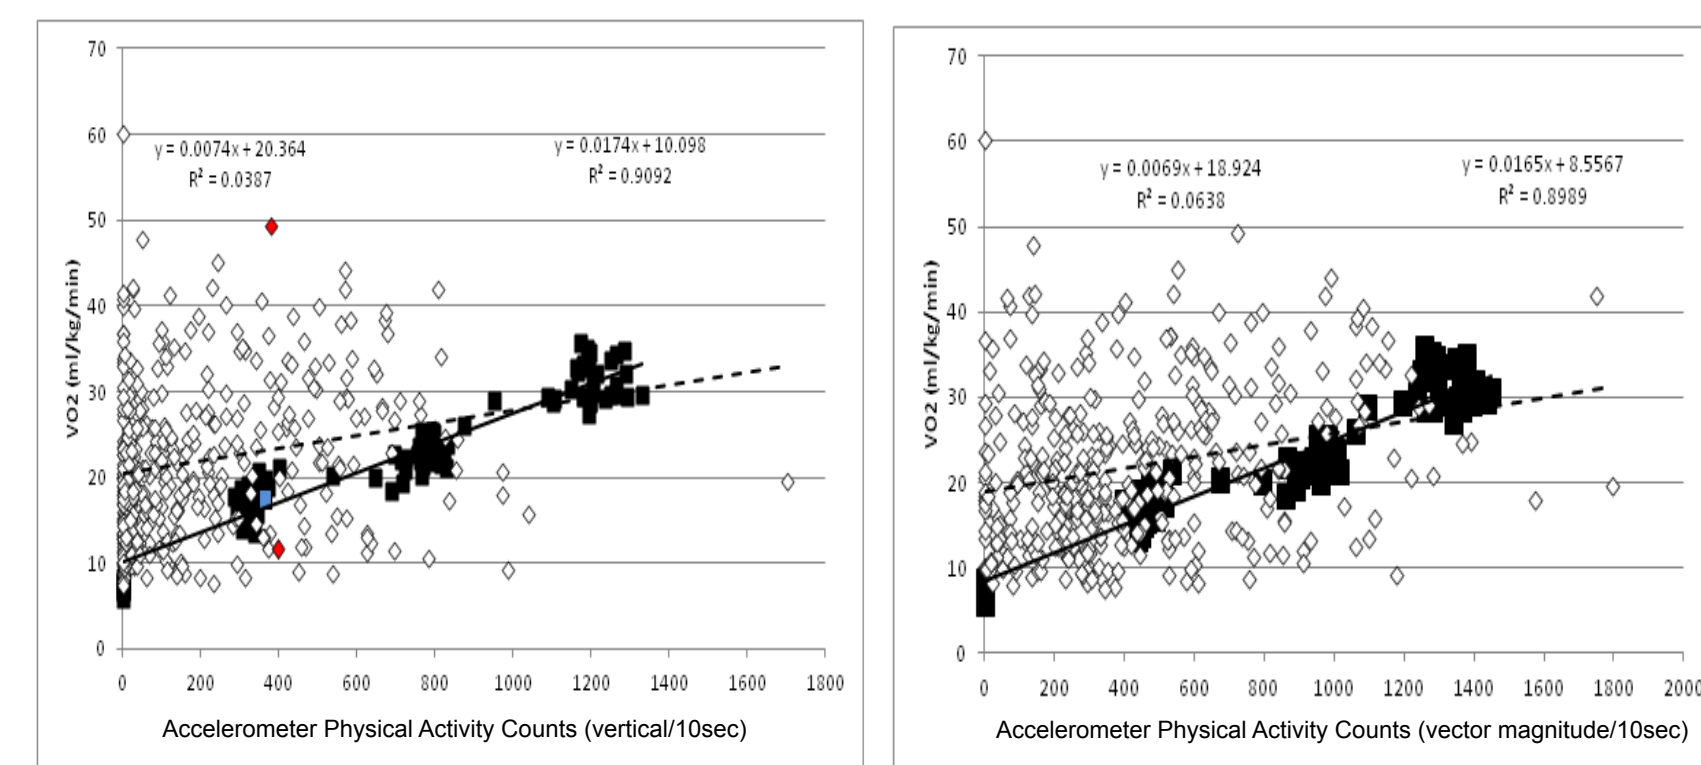 70
60
50
40
30
20
10
0
VO2 (ml/kg/min)
y = 0.0074x + 20.364
R² = 0.0387
y = 0.0174x + 10.098
R² = 0.9092
0 200 400 600 800 1000 1200 1400 1600 1800
Accelerometer Physical Activity Counts (vertical/10sec)
70
60
50
40
30
20
10
0
VO2 (ml/kg/min)
y = 0.0069x + 18.924
R² = 0.0638
y = 0.0165x + 8.5567
R² = 0.8989
0 200 400 600 800 1000 1200 1400 1600 1800 2000
Accelerometer Physical Activity Counts (vector magnitude/10sec)